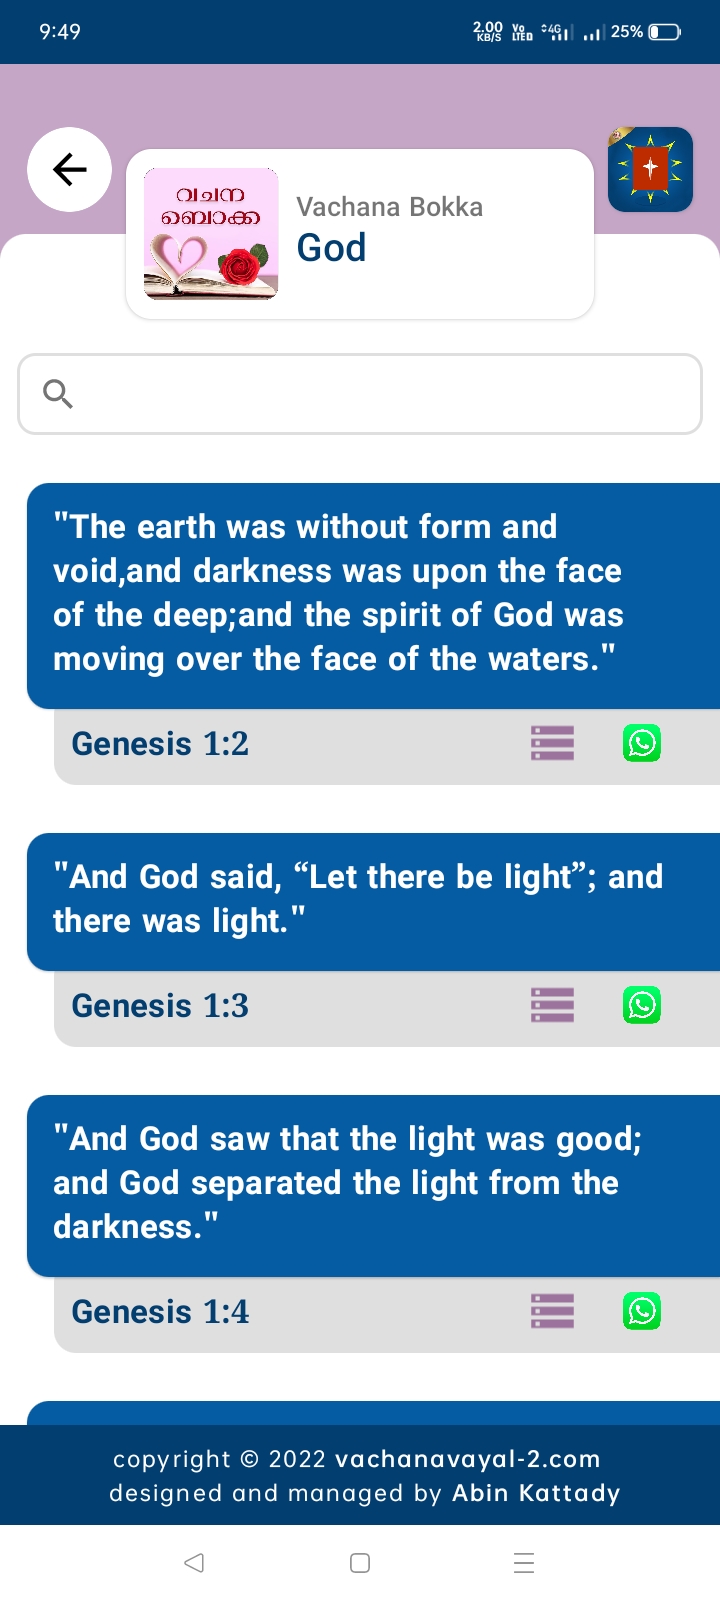 9:49
2.00
KB/S
Vo
LTED
4G
25%
വചന
ബൊക്ക
Vachana Bokka
God
"The earth was without form and
void,and darkness was upon the face
of the deep;and the spirit of God was
moving over the face of the waters."
Genesis 1:2
"And God said, “Let there be light”; and
there was light."
Genesis 1:3
"And God saw that the light was good;
and God separated the light from the
darkness."
Genesis 1:4
copyright © 2022 vachanavayal-2.com
designed and managed by Abin Kattady